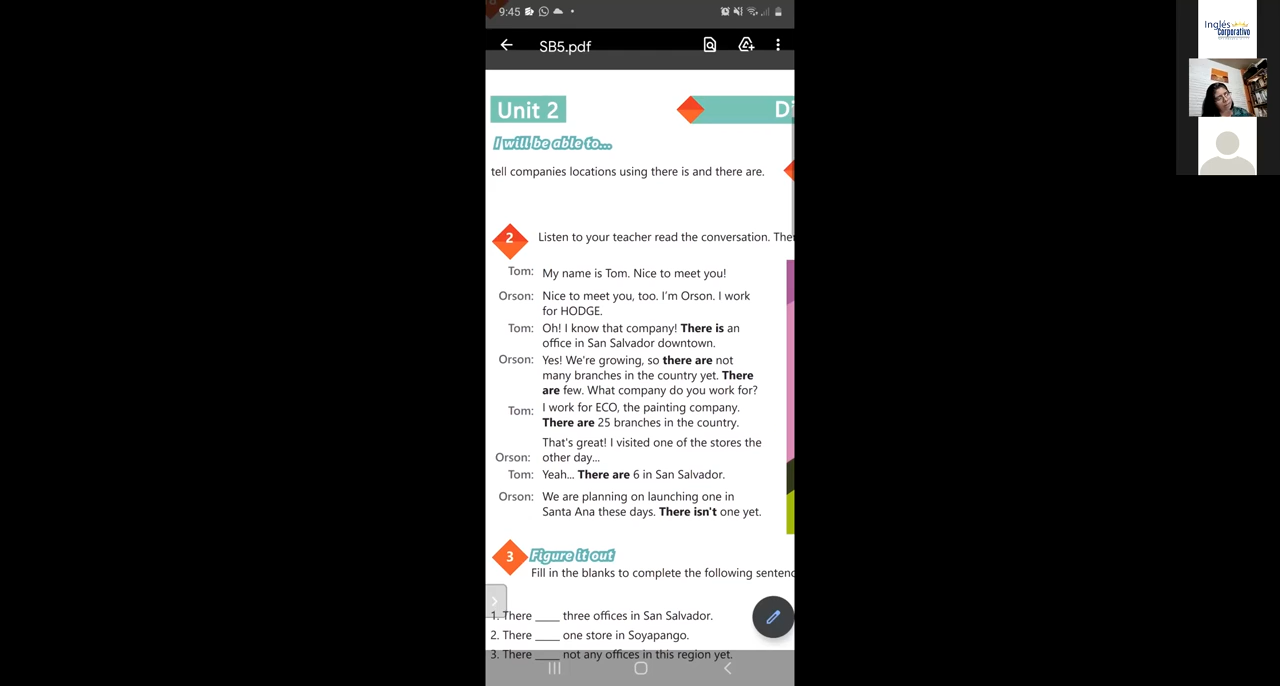 9:45
SB5.pdf
Inglés
Corporativo
Unit 2
D
I will be able to...
tell companies locations using there is and there are.
2 Listen to your teacher read the conversation. The
Tom: My name is Tom. Nice to meet you!
Orson: Nice to meet you, too. I'm Orson. I work
for HODGE.
Tom: Oh! I know that company! There is an
office in San Salvador downtown.
Orson: Yes! We're growing, so there are not
many branches in the country yet. There
are few. What company do you work for?
Tom: I work for ECO, the painting company.
There are 25 branches in the country.
That's great! I visited one of the stores the
Orson: other day...
Tom: Yeah... There are 6 in San Salvador.
Orson: We are planning on launching one in
Santa Ana these days. There isn't one yet.
3 Figure it out
Fill in the blanks to complete the following sentenc
1. There ____ three offices in San Salvador.
2. There ____ one store in Soyapango.
3. There ____ not any offices in this region yet.